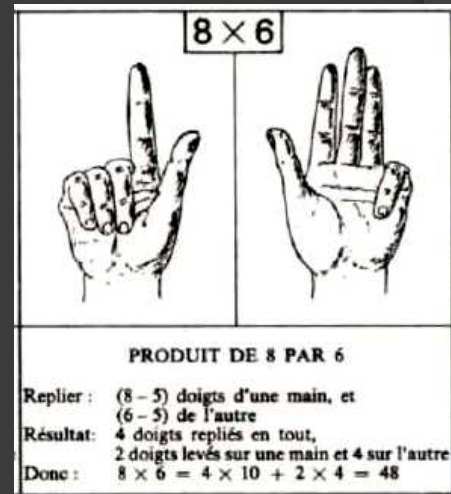 8 × 6
PRODUIT DE 8 PAR 6
Replier : (8 – 5) doigts d'une main, et
(6 – 5) de l'autre
Résultat: 4 doigts repliés en tout,
2 doigts levés sur une main et 4 sur l'autre
Donc : 8 × 6 = 4 × 10 + 2 × 4 = 48